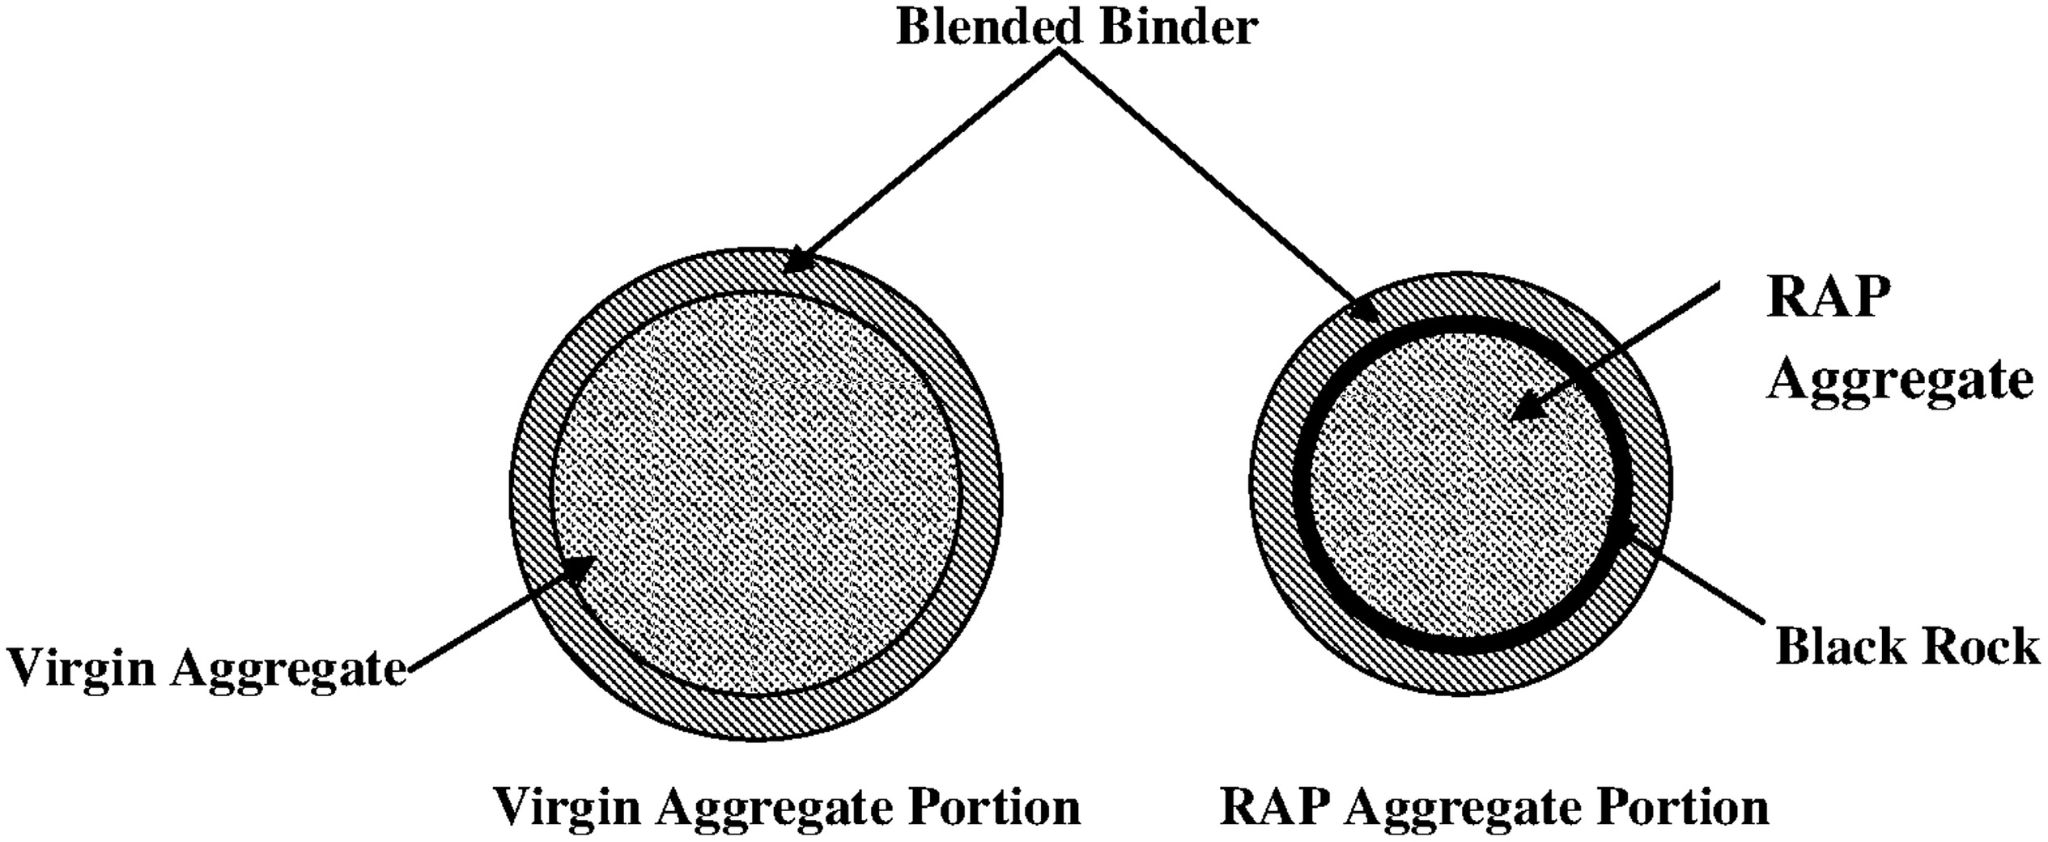 Blended Binder
RAP
Aggregate
Black Rock
Virgin Aggregate
Virgin Aggregate Portion
RAP Aggregate Portion